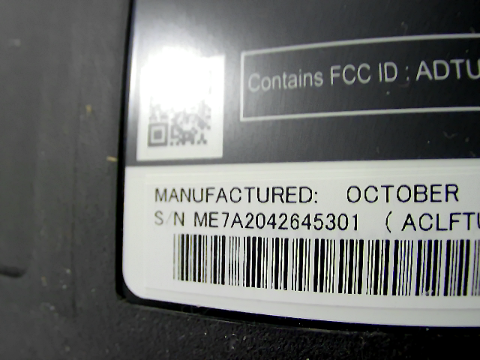 Contains FCC ID : ADTU
MANUFACTURED: OCTOBER
S/N ME7A2042645301 ( ACLFTU